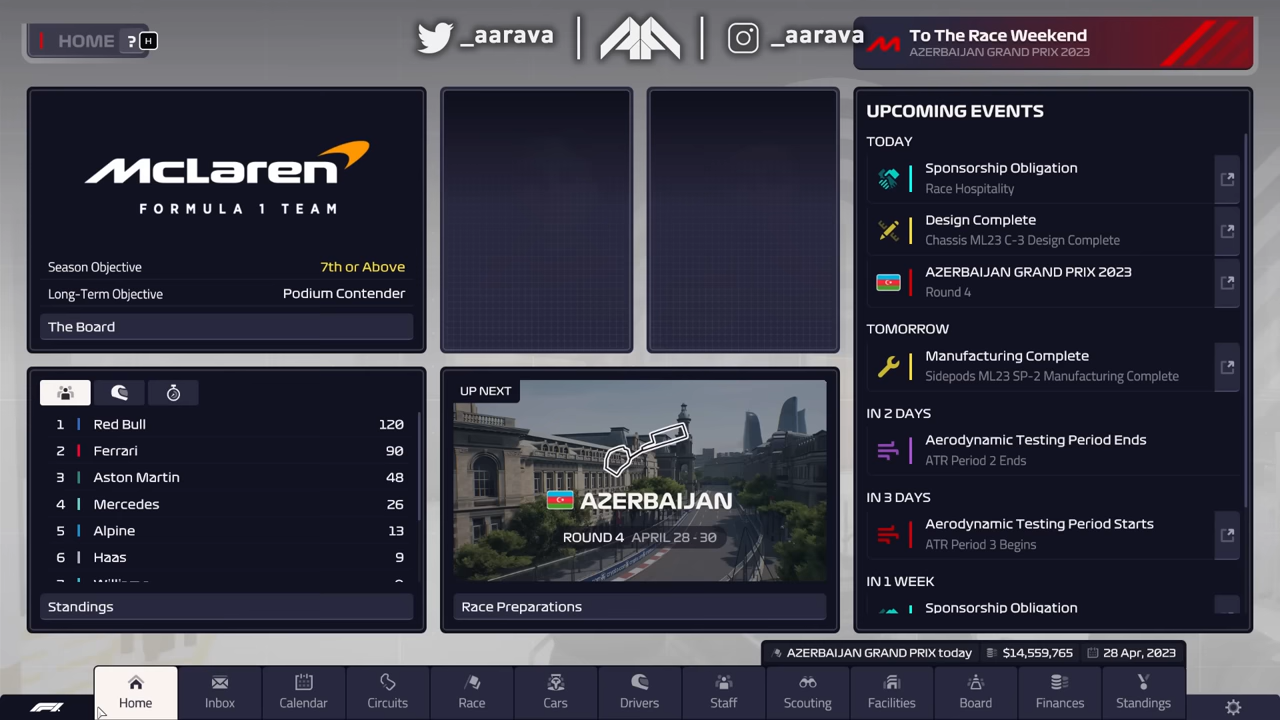 HOME ? H
_aarava
_aarava
To The Race Weekend
AZERBAIJAN GRAND PRIX 2023
McLaren
FORMULA 1 TEAM
Season Objective 7th or Above
Long-Term Objective Podium Contender
The Board
UPCOMING EVENTS
TODAY
Sponsorship Obligation
Race Hospitality
Design Complete
Chassis ML23 C-3 Design Complete
AZERBAIJAN GRAND PRIX 2023
Round 4
TOMORROW
Manufacturing Complete
Sidepods ML23 SP-2 Manufacturing Complete
IN 2 DAYS
Aerodynamic Testing Period Ends
ATR Period 2 Ends
IN 3 DAYS
Aerodynamic Testing Period Starts
ATR Period 3 Begins
IN 1 WEEK
Sponsorship Obligation
1 Red Bull 120
2 Ferrari 90
3 Aston Martin 48
4 Mercedes 26
5 Alpine 13
6 Haas 9
Standings
UP NEXT
AZERBAIJAN
ROUND 4 APRIL 28 - 30
Race Preparations
AZERBAIJAN GRAND PRIX today $14,559,765 28 Apr, 2023
F1
Home Inbox Calendar Circuits Race Cars Drivers Staff Scouting Facilities Board Finances Standings